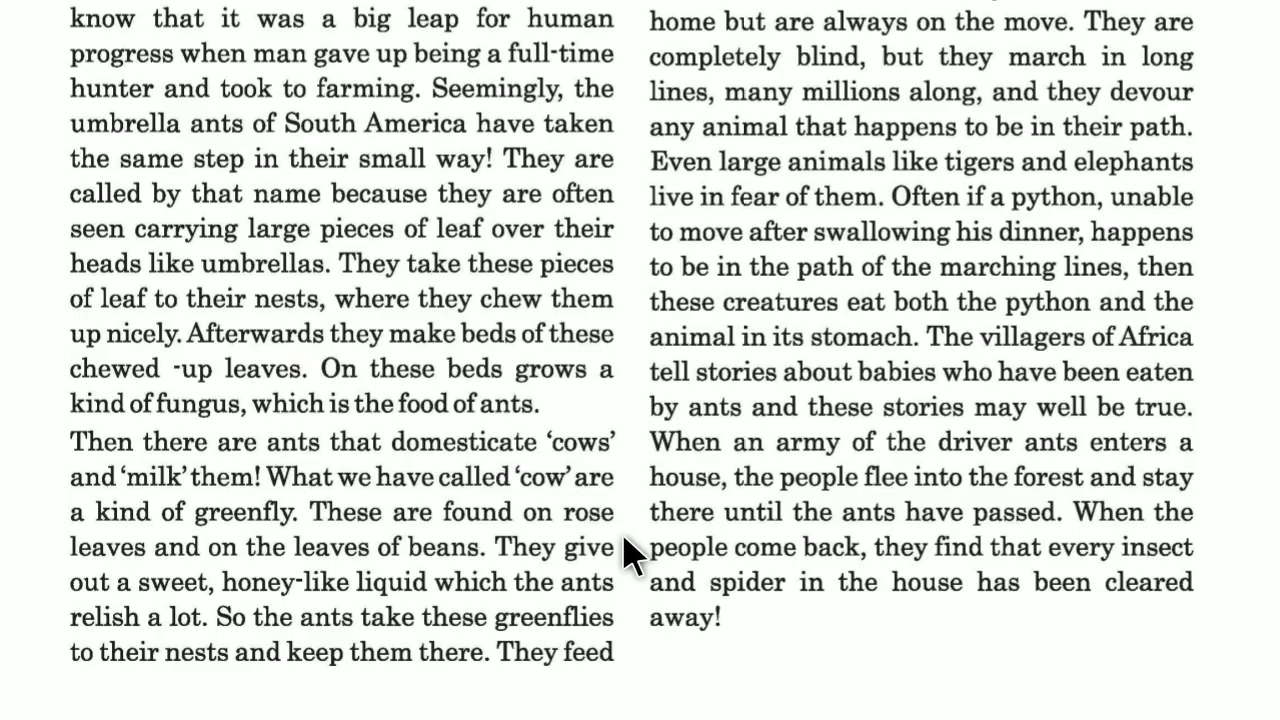 know that it was a big leap for human
progress when man gave up being a full-time
hunter and took to farming. Seemingly, the
umbrella ants of South America have taken
the same step in their small way! They are
called by that name because they are often
seen carrying large pieces of leaf over their
heads like umbrellas. They take these pieces
of leaf to their nests, where they chew them
up nicely. Afterwards they make beds of these
chewed -up leaves. On these beds grows a
kind of fungus, which is the food of ants.
Then there are ants that domesticate ‘cows’
and ‘milk’ them! What we have called ‘cow’ are
a kind of greenfly. These are found on rose
leaves and on the leaves of beans. They give
out a sweet, honey-like liquid which the ants
relish a lot. So the ants take these greenflies
to their nests and keep them there. They feed
home but are always on the move. They are
completely blind, but they march in long
lines, many millions along, and they devour
any animal that happens to be in their path.
Even large animals like tigers and elephants
live in fear of them. Often if a python, unable
to move after swallowing his dinner, happens
to be in the path of the marching lines, then
these creatures eat both the python and the
animal in its stomach. The villagers of Africa
tell stories about babies who have been eaten
by ants and these stories may well be true.
When an army of the driver ants enters a
house, the people flee into the forest and stay
there until the ants have passed. When the
people come back, they find that every insect
and spider in the house has been cleared
away!